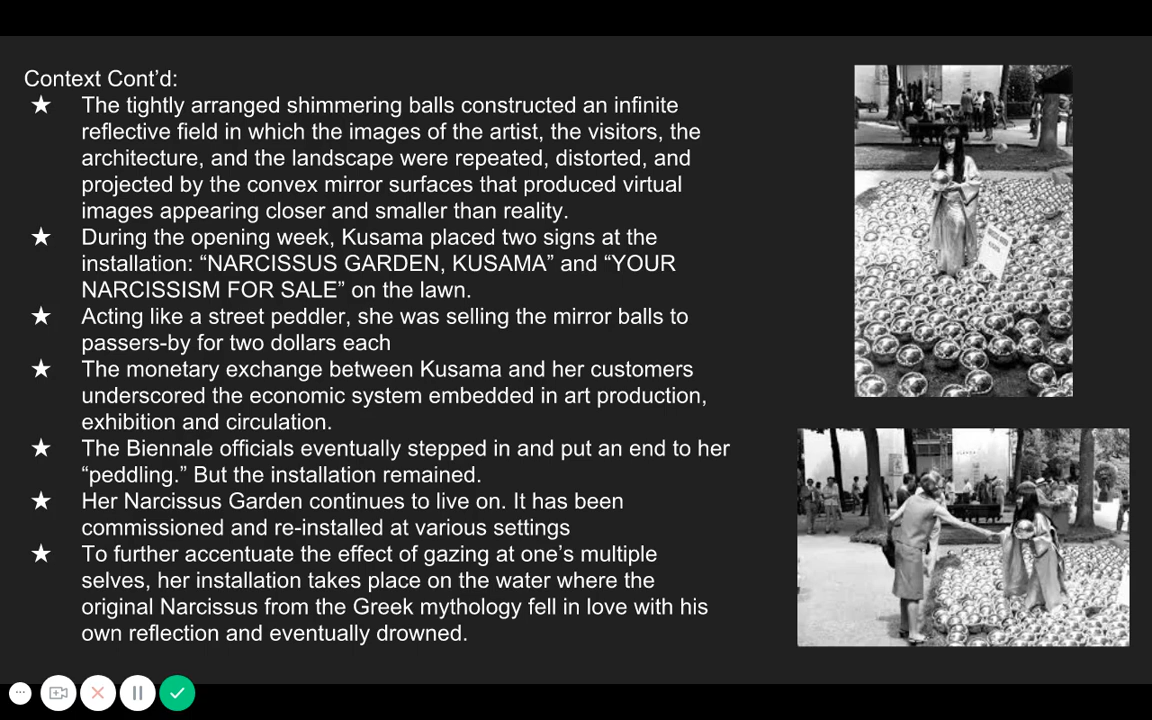 Context Cont’d:
★ The tightly arranged shimmering balls constructed an infinite
reflective field in which the images of the artist, the visitors, the
architecture, and the landscape were repeated, distorted, and
projected by the convex mirror surfaces that produced virtual
images appearing closer and smaller than reality.
★ During the opening week, Kusama placed two signs at the
installation: “NARCISSUS GARDEN, KUSAMA” and “YOUR
NARCISSISM FOR SALE” on the lawn.
★ Acting like a street peddler, she was selling the mirror balls to
passers-by for two dollars each
★ The monetary exchange between Kusama and her customers
underscored the economic system embedded in art production,
exhibition and circulation.
★ The Biennale officials eventually stepped in and put an end to her
“peddling.” But the installation remained.
★ Her Narcissus Garden continues to live on. It has been
commissioned and re-installed at various settings
★ To further accentuate the effect of gazing at one’s multiple
selves, her installation takes place on the water where the
original Narcissus from the Greek mythology fell in love with his
own reflection and eventually drowned.